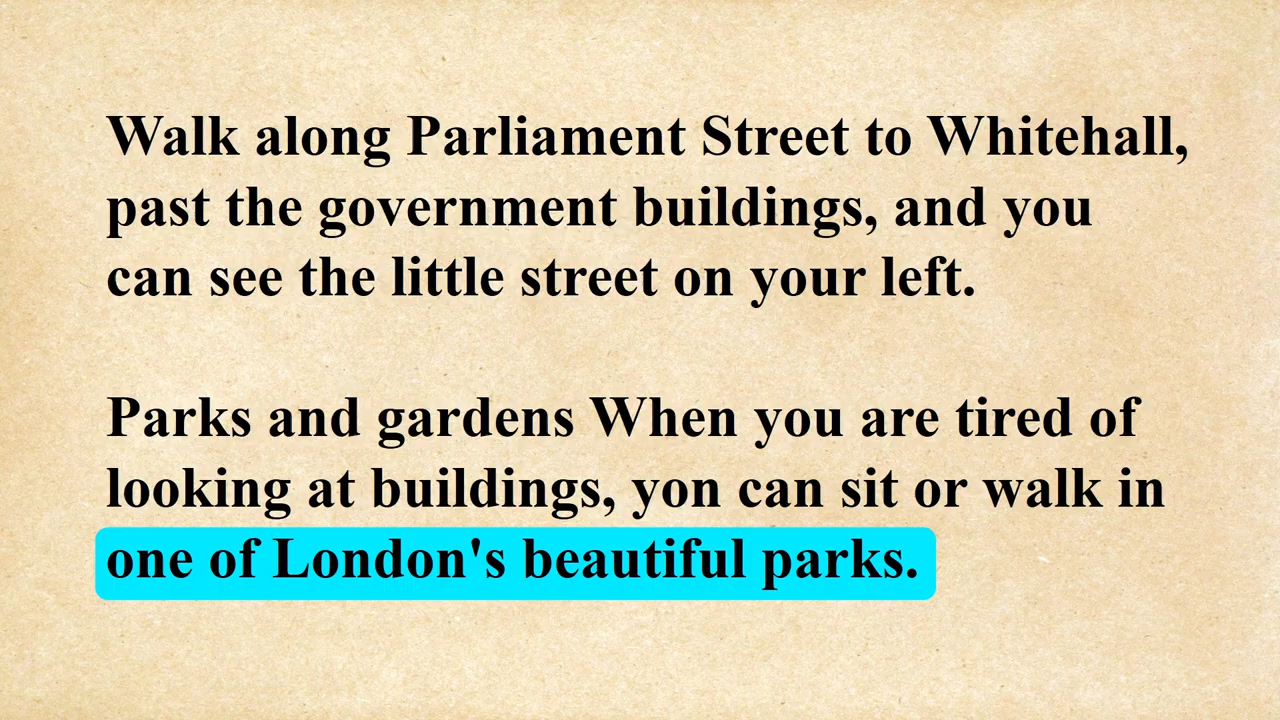 Walk along Parliament Street to Whitehall,
past the government buildings, and you
can see the little street on your left.
Parks and gardens When you are tired of
looking at buildings, yon can sit or walk in
one of London's beautiful parks.